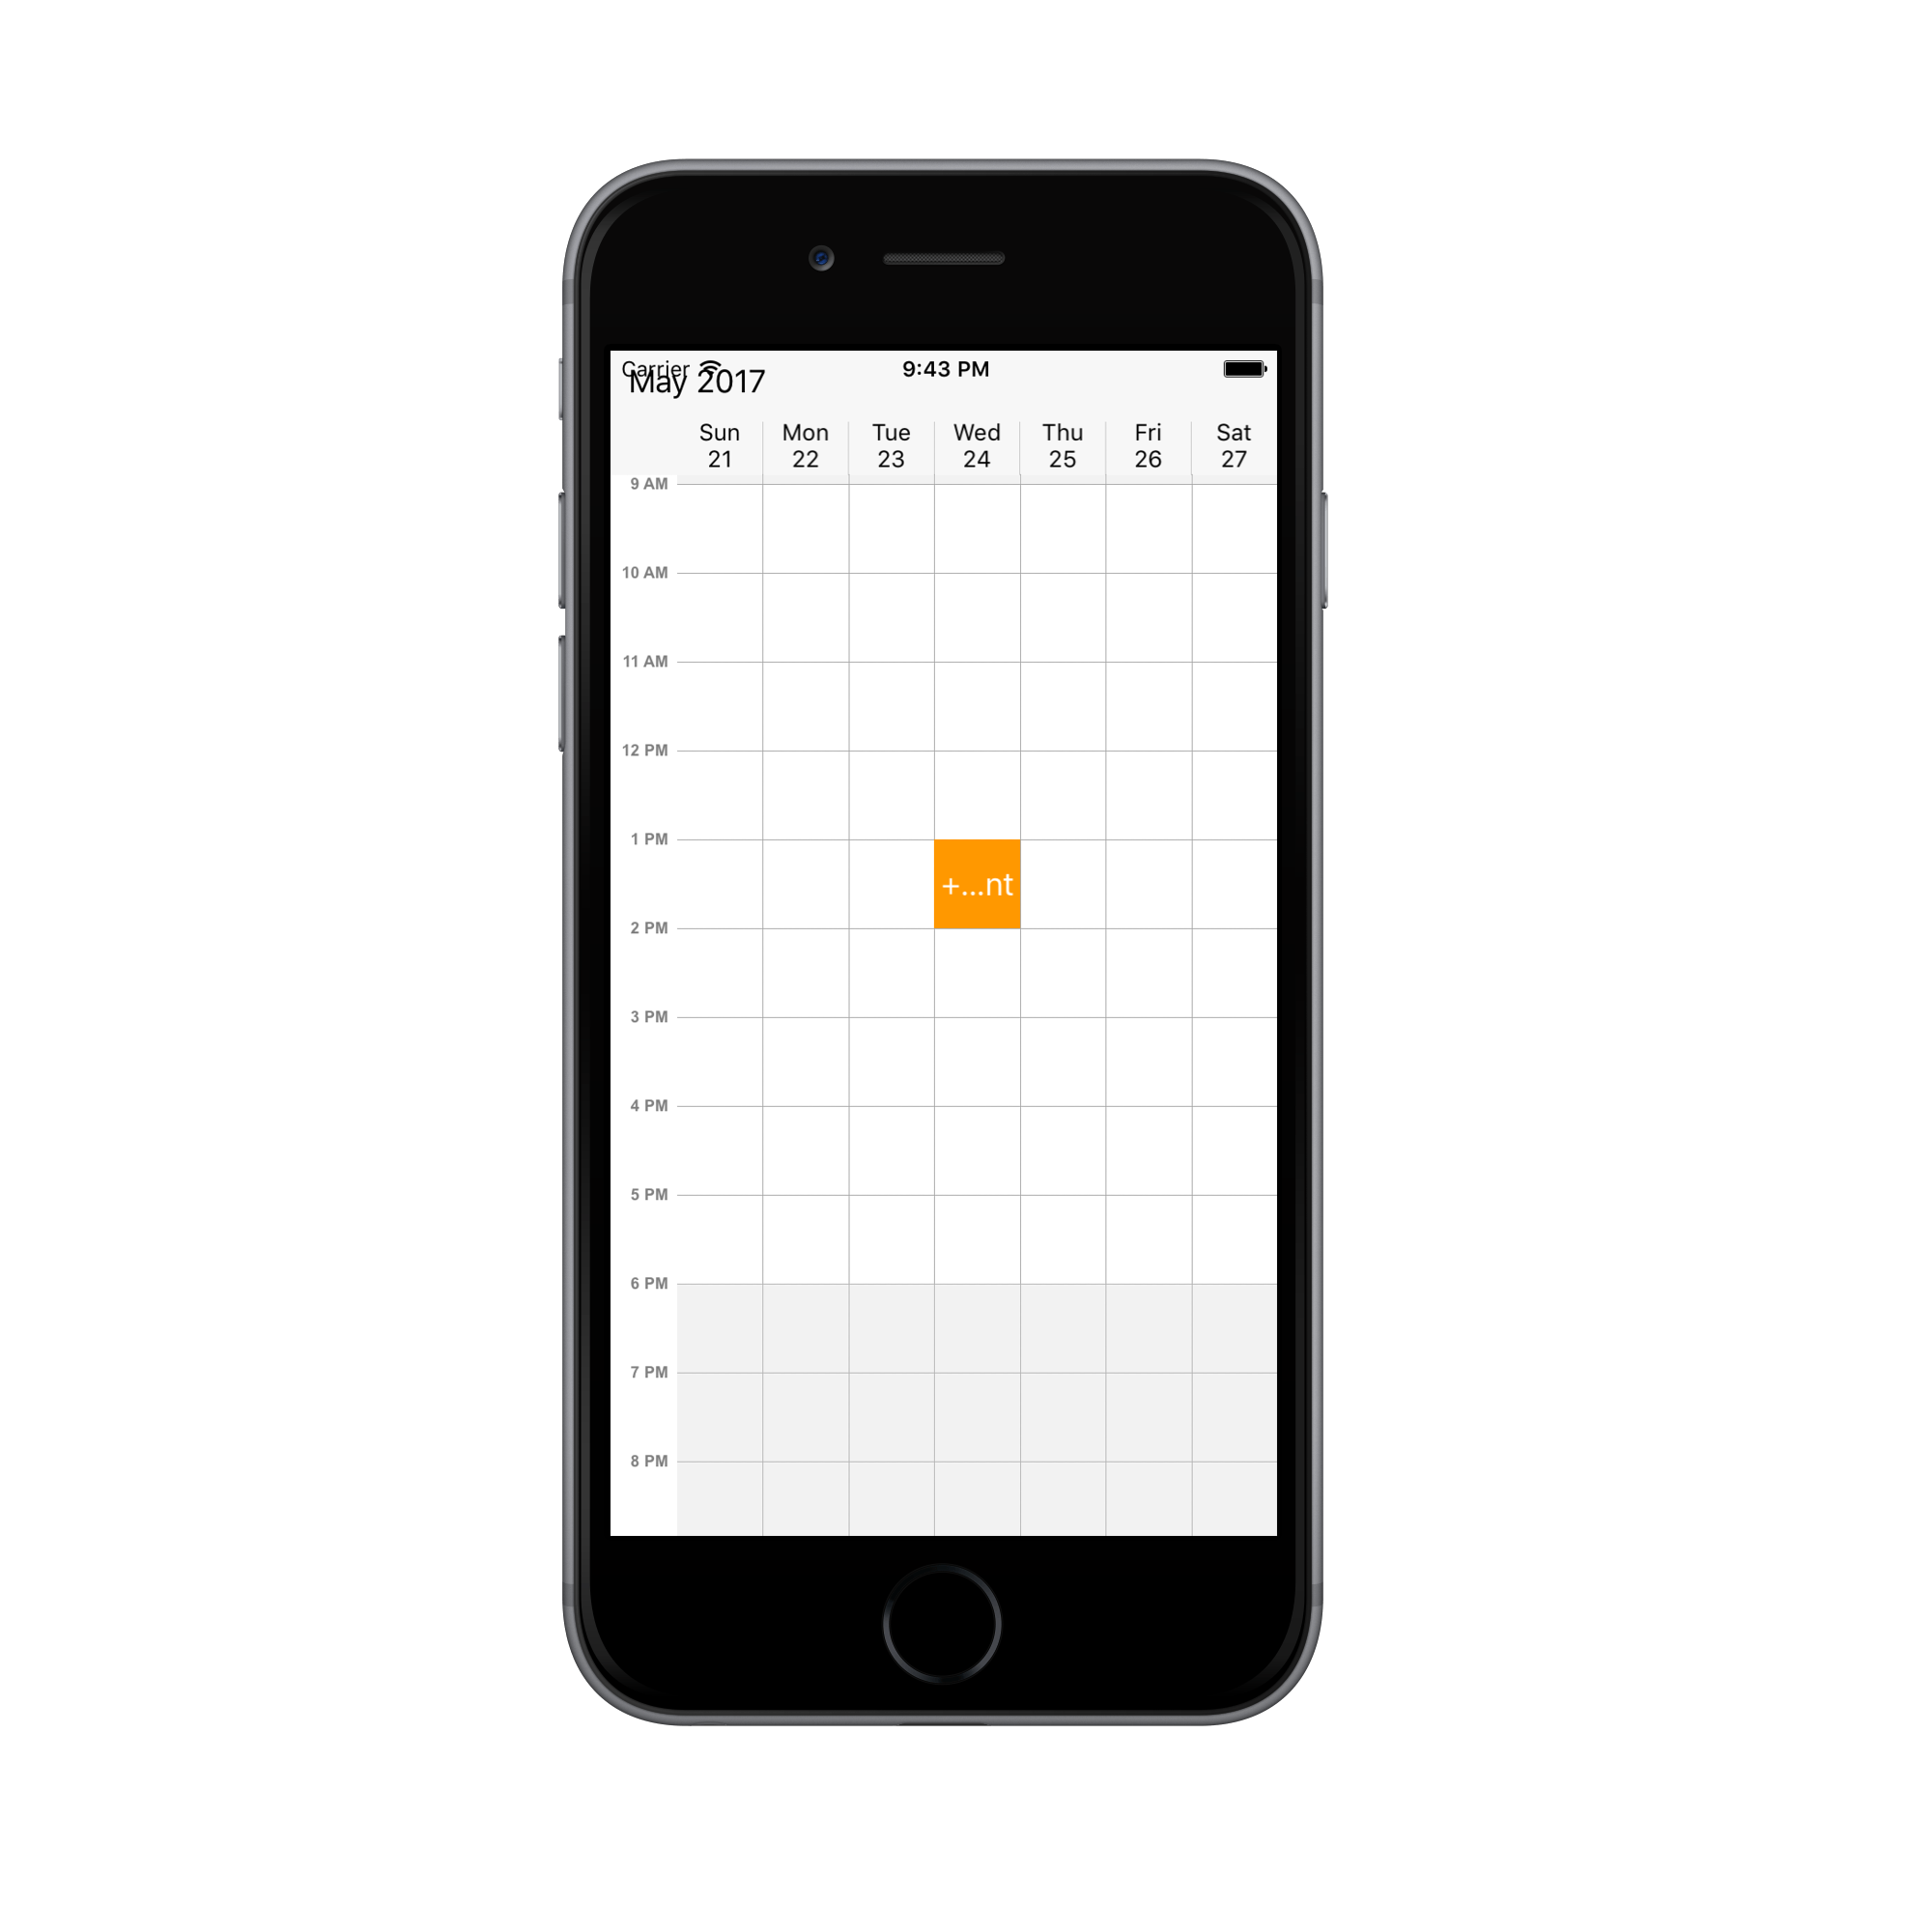 Carrier 9:43 PM
May 2017
Sun Mon Tue Wed Thu Fri Sat
21 22 23 24 25 26 27
9 AM
10 AM
11 AM
12 PM
1 PM
+...nt
2 PM
3 PM
4 PM
5 PM
6 PM
7 PM
8 PM